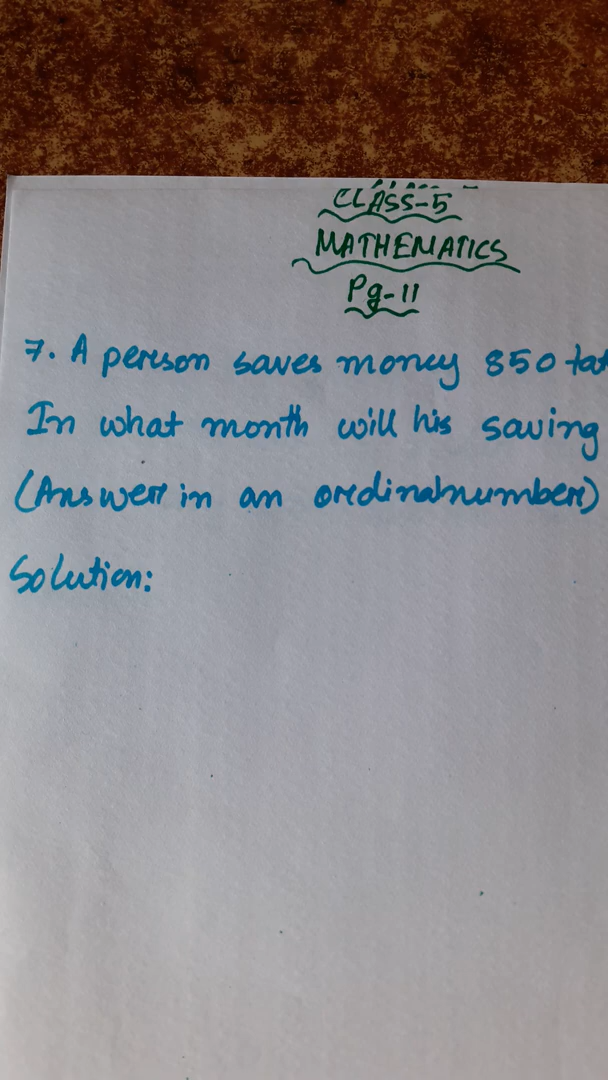 CLASS-5
MATHEMATICS
Pg-11
7. A person saves money 850
In what month will his saving
(Answer in an ordinalnumber)
Solution: